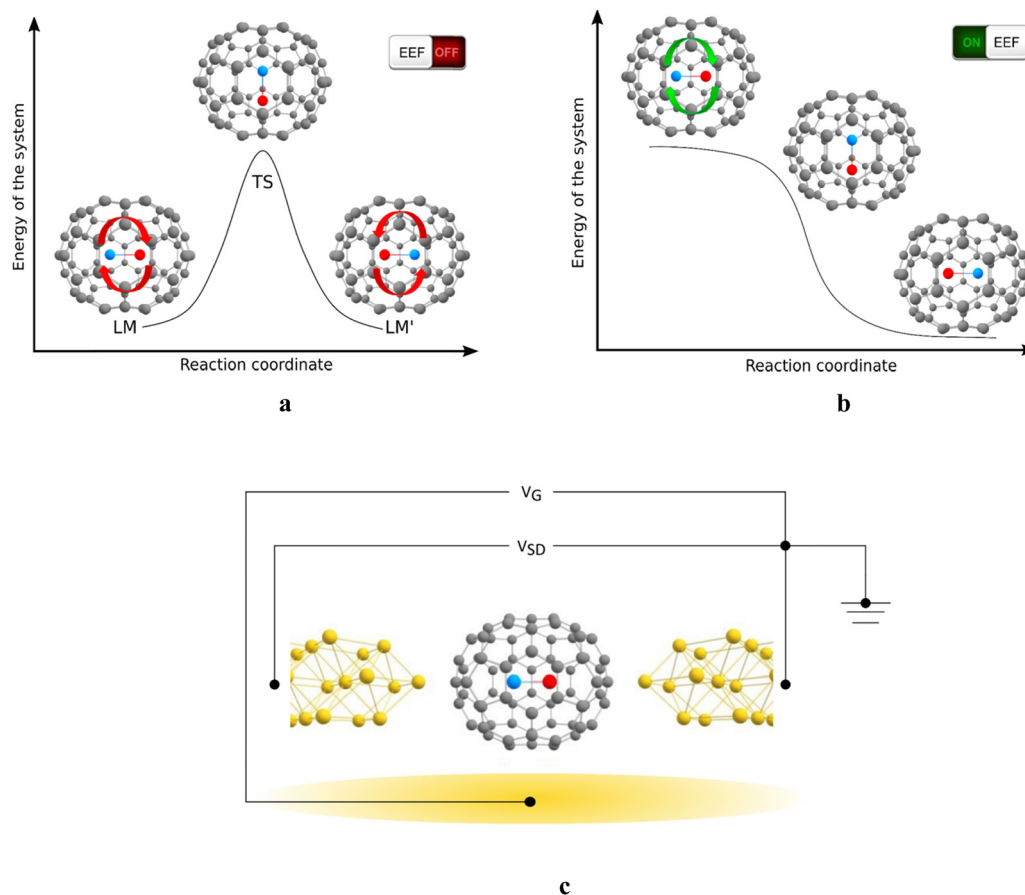 EEF OFF
Energy of the system
TS
LM
LM'
Reaction coordinate
a
ON EEF
Energy of the system
Reaction coordinate
b
VG
VSD
c